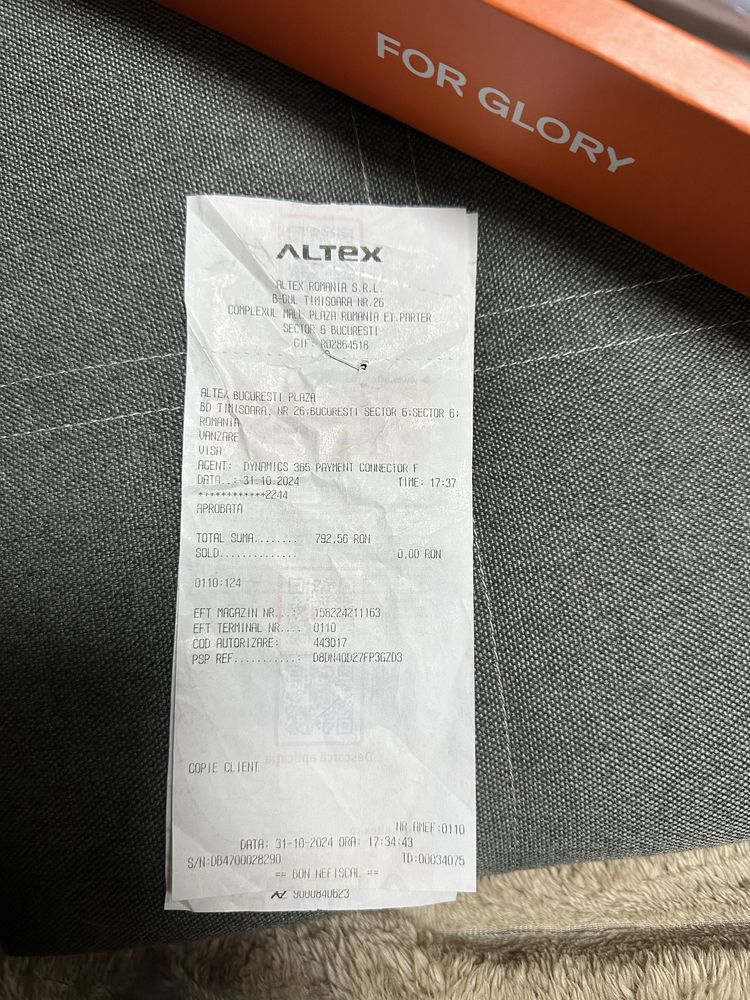 FOR GLORY
ALTEX
ALTEX ROMANIA S.R.L.
B-DUL TIMISOARA NR.26
COMPLEXUL MALL PLAZA ROMANIA ET.PARTER
SECTOR 6 BUCURESTI
CIF: RO2864518
ALTEX BUCURESTI PLAZA
BD TIMISOARA, NR 26;BUCURESTI SECTOR 6;SECTOR 6;
ROMANIA
VANZARE
VISA
AGENT: DYNAMICS 365 PAYMENT CONNECTOR F
DATA..: 31.10.2024 TIME: 17:37
************2244
APROBATA
TOTAL SUMA........ 792,56 RON
SOLD.............. 0,00 RON
0110:124
EFT MAGAZIN NR...: 158224211163
EFT TERMINAL NR.... 0110
COD AUTORIZARE: 443017
PSP REF..........: D8DN4QD27FP3GZD3
Descarcă aplicația
COPIE CLIENT
NR.AMEF:0110
DATA: 31-10-2024 ORA: 17:34:43
S/N:DB4700028290 TD:00034075
== BON NEFISCAL ==
9000840623